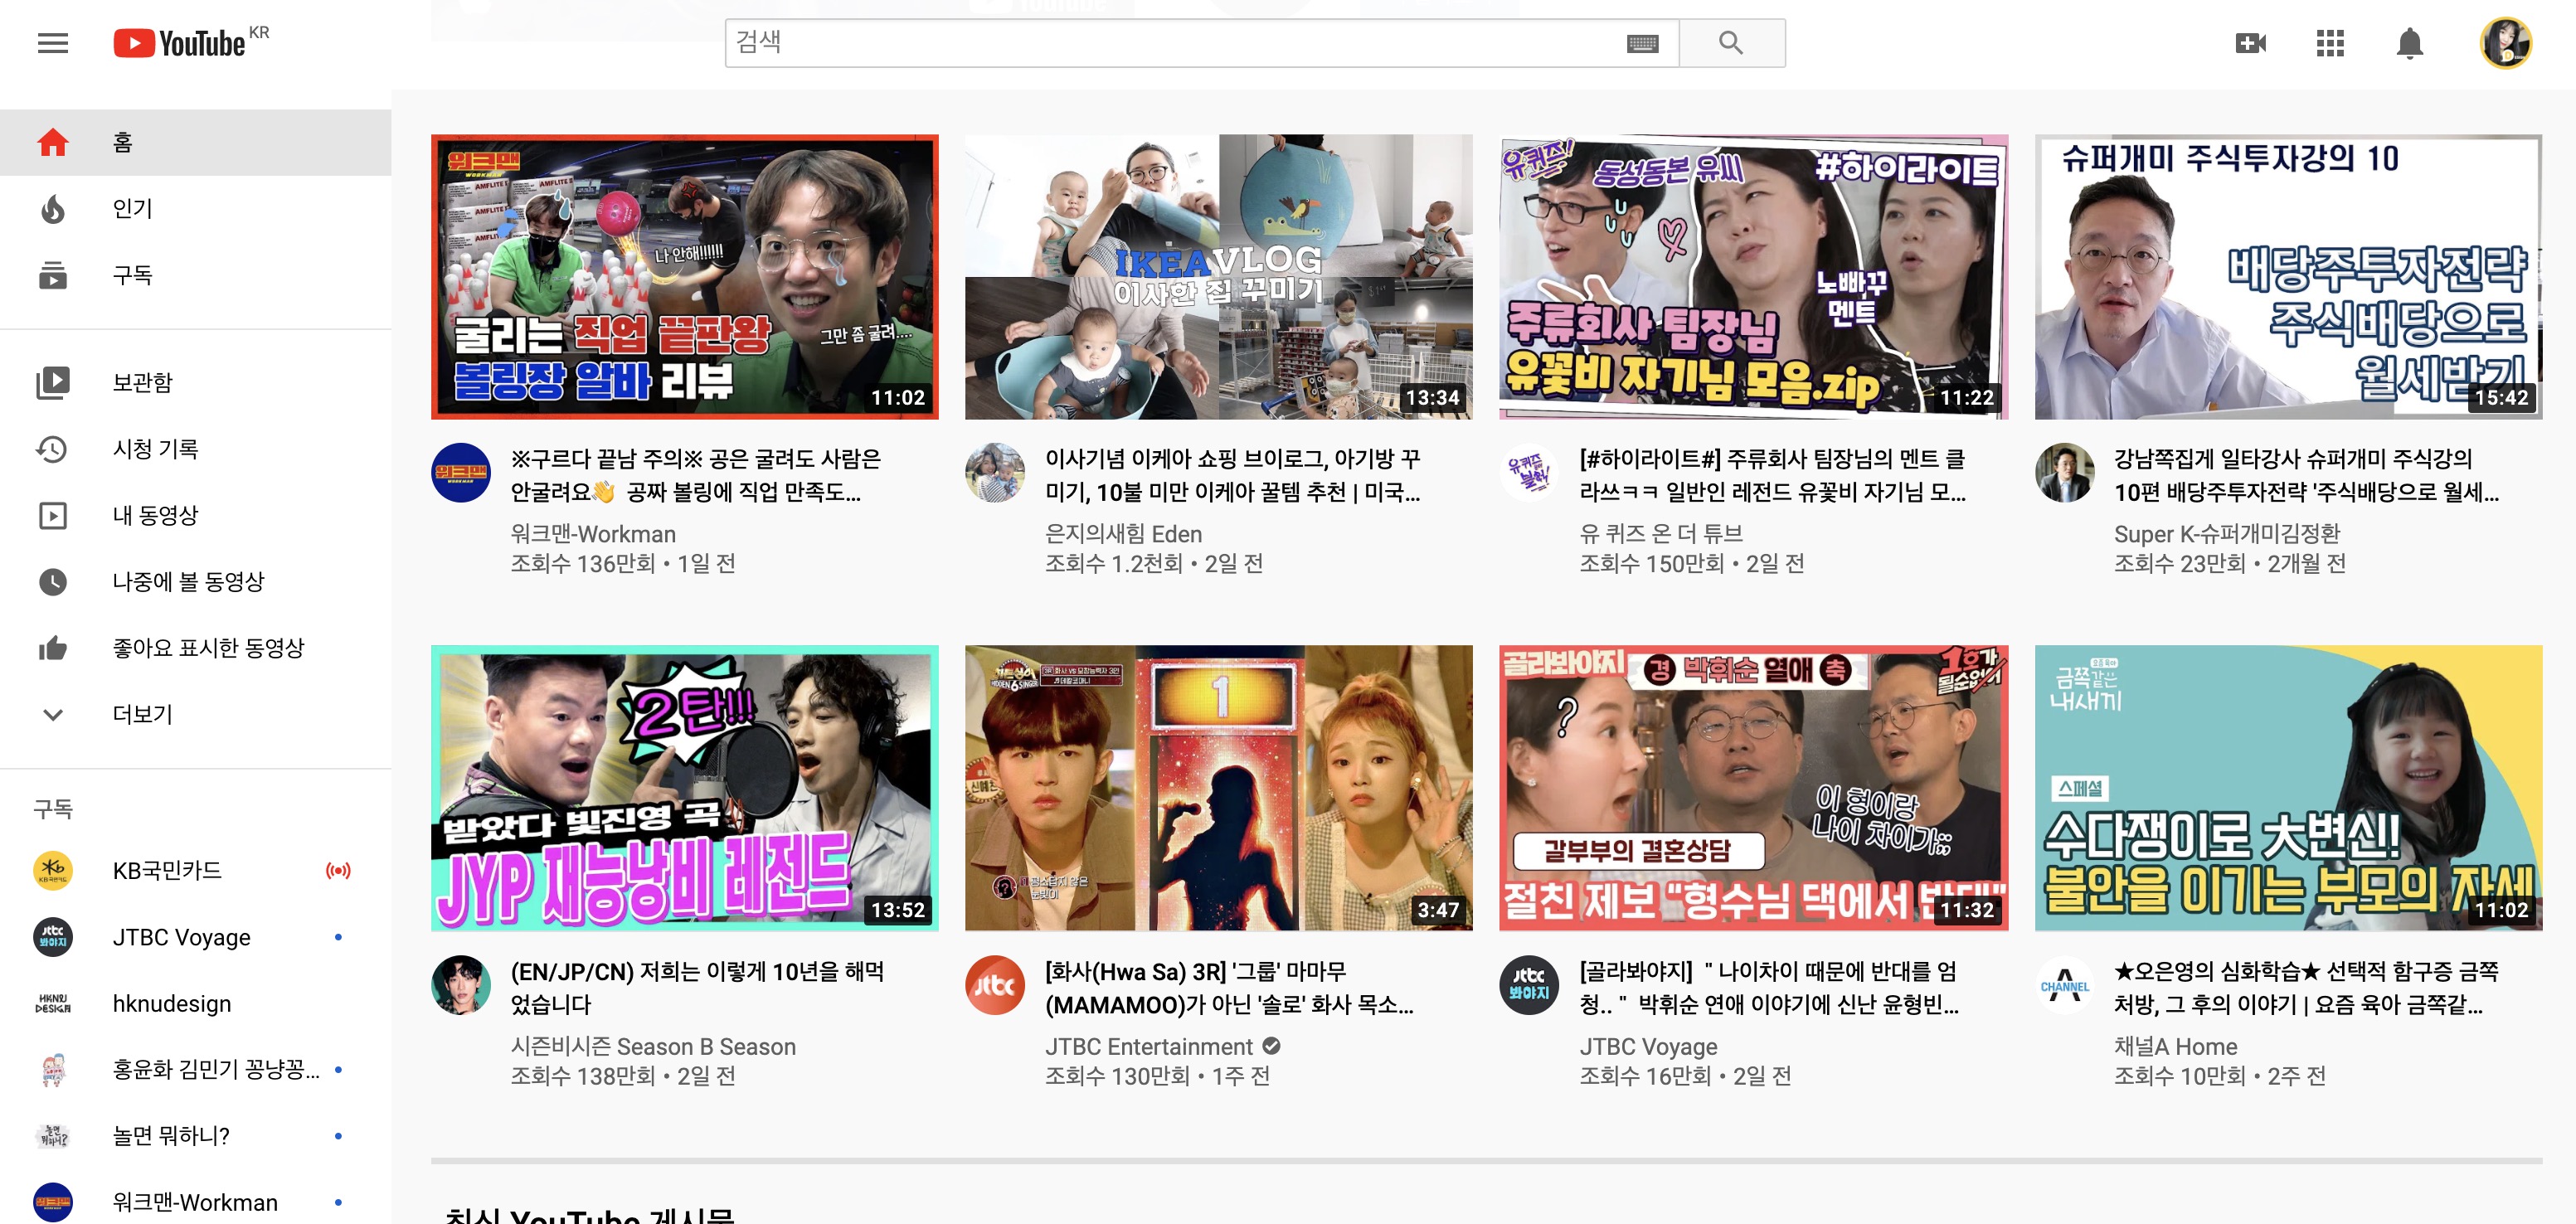 YouTube KR
검색
홈
인기
구독
보관함
시청 기록
내 동영상
나중에 볼 동영상
좋아요 표시한 동영상
더보기
구독
KB국민카드
JTBC Voyage
hknudesign
홍윤화 김민기 꽁냥꽁...
놀면 뭐하니?
워크맨-Workman
워크맨
WORKMAN
나 안해!!!!!!
그만 좀 굴려....
굴리는 직업 끝판왕
볼링장 알바 리뷰
11:02
※구르다 끝남 주의※ 공은 굴려도 사람은
안굴려요👋 공짜 볼링에 직업 만족도...
워크맨-Workman
조회수 136만회 • 1일 전
IKEA VLOG
이사한 집 꾸미기
13:34
이사기념 이케아 쇼핑 브이로그, 아기방 꾸
미기, 10불 미만 이케아 꿀템 추천 | 미국...
은지의새힘 Eden
조회수 1.2천회 • 2일 전
유퀴즈!
동성동본 유씨
#하이라이트
노빠꾸
멘트
주류회사 팀장님
유꽃비 자기님 모음.zip
11:22
[#하이라이트#] 주류회사 팀장님의 멘트 클
라쓰ㅋㅋ 일반인 레전드 유꽃비 자기님 모...
유 퀴즈 온 더 튜브
조회수 150만회 • 2일 전
슈퍼개미 주식투자강의 10
배당주투자전략
주식배당으로
월세받기
15:42
강남쪽집게 일타강사 슈퍼개미 주식강의
10편 배당주투자전략 '주식배당으로 월세...
Super K-슈퍼개미김정환
조회수 23만회 • 2개월 전
2탄!!!
받았다 빚진영 곡!!
JYP 재능낭비 레전드
13:52
(EN/JP/CN) 저희는 이렇게 10년을 해먹
었습니다
시즌비시즌 Season B Season
조회수 138만회 • 2일 전
히든싱어
HIDDEN SINGER 6
1
3:47
[화사(Hwa Sa) 3R] '그룹' 마마무
(MAMAMOO)가 아닌 '솔로' 화사 목소...
JTBC Entertainment
조회수 130만회 • 1주 전
골라봐야지
경 박휘순 열애 축
1호가
될순없어
?
이 형이랑
나이 차이가;;
갈부부의 결혼상담
절친 제보 "형수님 댁에서 반대"
11:32
[골라봐야지] " 나이차이 때문에 반대를 엄
청.. " 박휘순 연애 이야기에 신난 윤형빈...
JTBC Voyage
조회수 16만회 • 2일 전
요즘육아
금쪽같은
내새끼
스페셜
수다쟁이로 大변신!
불안을 이기는 부모의 자세
11:02
★오은영의 심화학습★ 선택적 함구증 금쪽
처방, 그 후의 이야기 | 요즘 육아 금쪽같...
채널A Home
조회수 10만회 • 2주 전
최신 YouTube 게시물